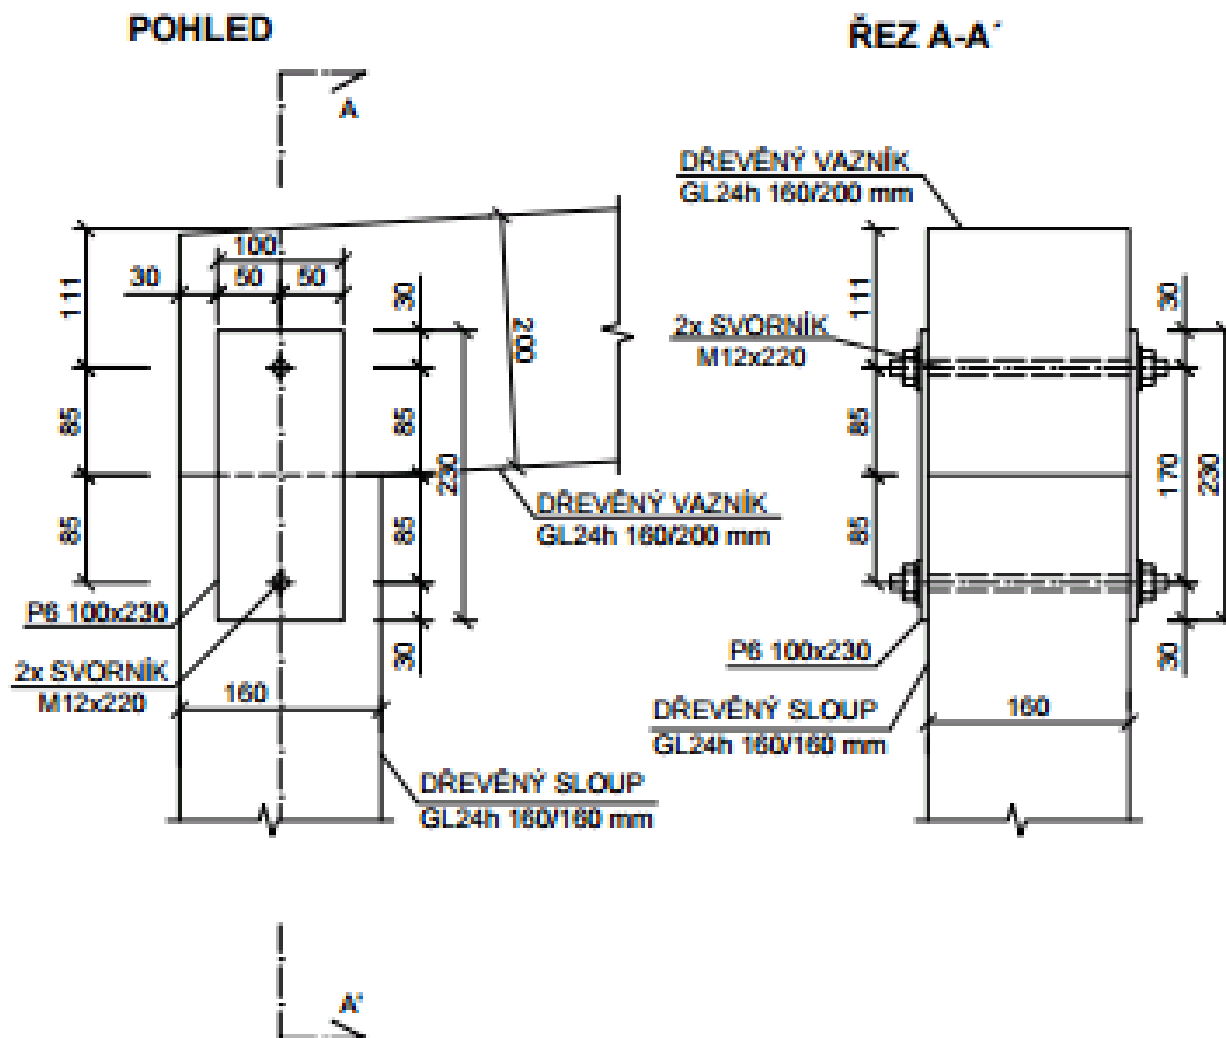 POHLED
ŘEZ A-A´
A
DŘEVĚNÝ VAZNÍK
GL24h 160/200 mm
100
30
50
50
111
30
200
85
85
230
85
85
30
DŘEVĚNÝ VAZNÍK
GL24h 160/200 mm
P6 100x230
2x SVORNÍK
M12x220
160
DŘEVĚNÝ SLOUP
GL24h 160/160 mm
A'
111
30
2x SVORNÍK
M12x220
85
170
230
85
30
P6 100x230
DŘEVĚNÝ SLOUP
GL24h 160/160 mm
160